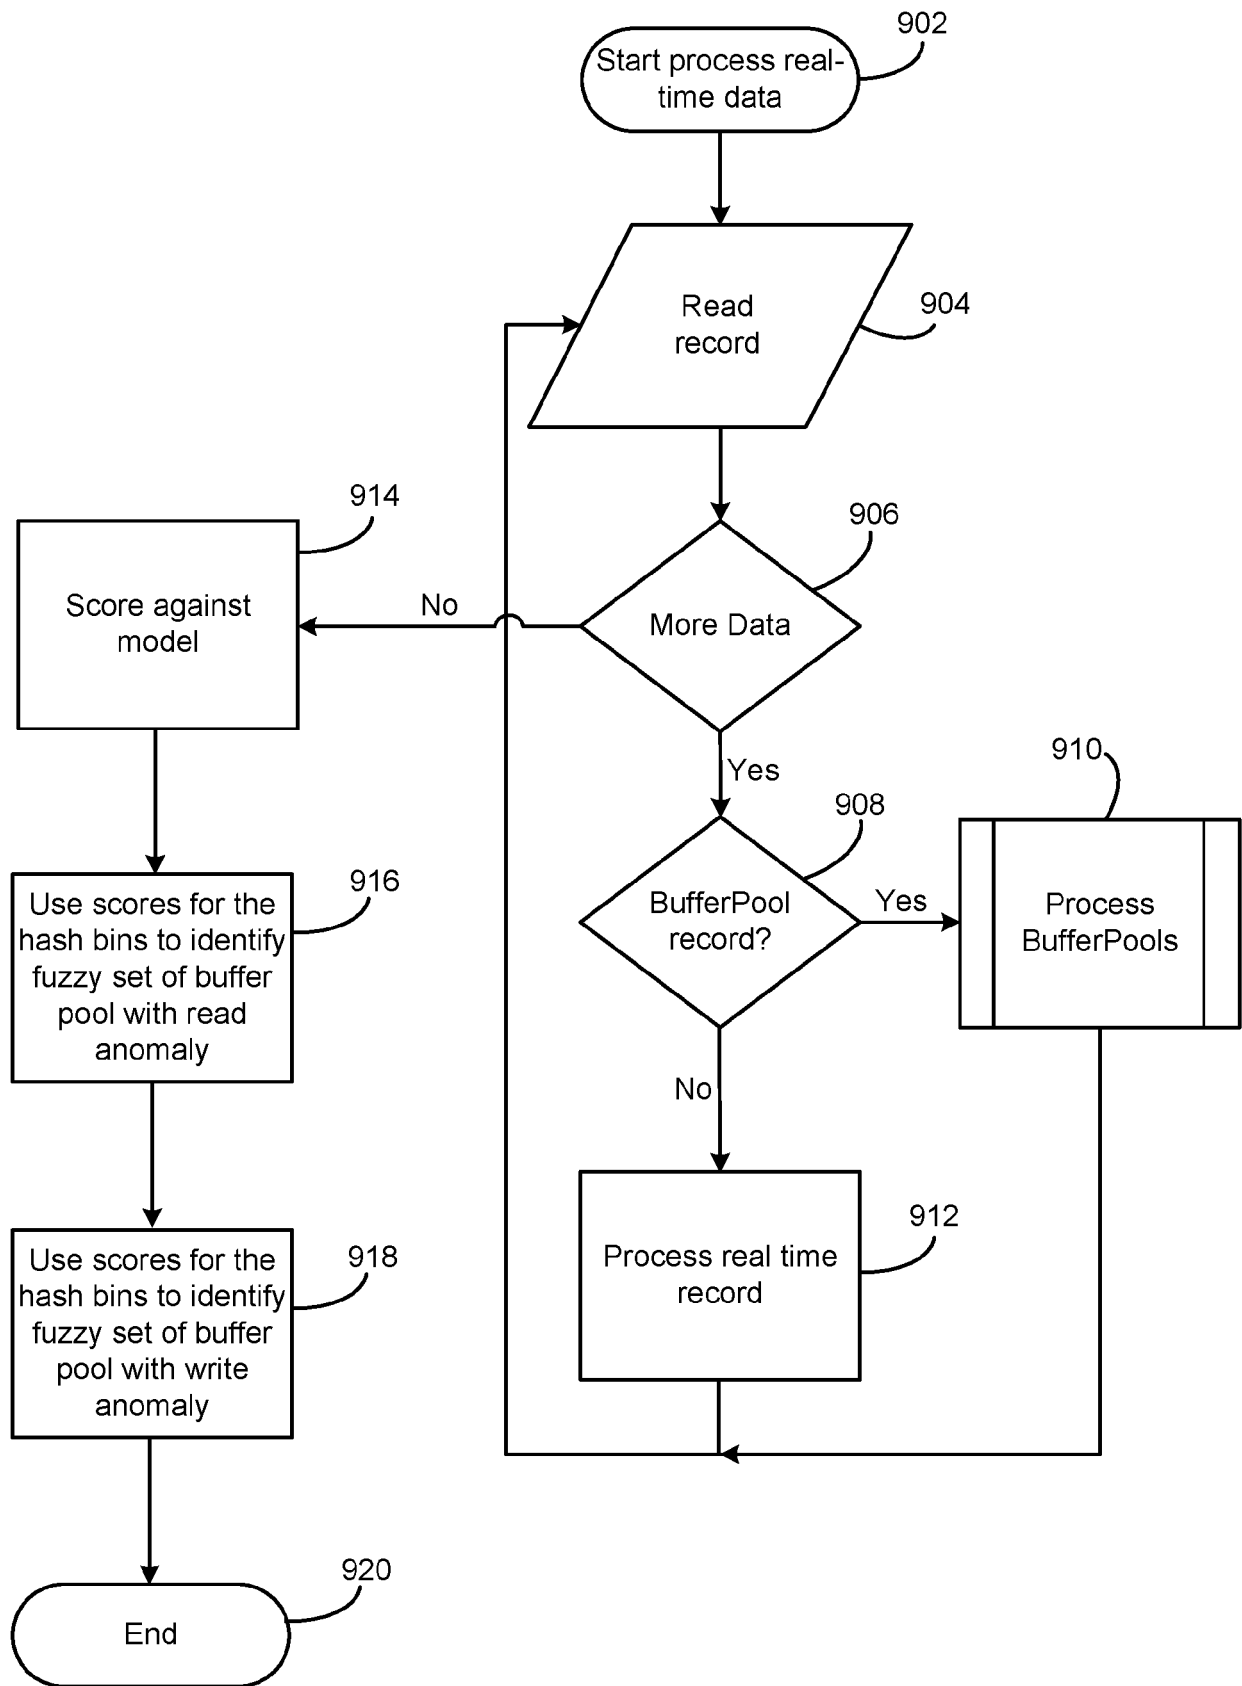 902
Start process real-
time data
Read
record
904
914
906
Score against
model
No
More Data
Yes
910
908
916
Use scores for the
hash bins to identify
fuzzy set of buffer
pool with read
anomaly
BufferPool
record?
Yes
Process
BufferPools
No
912
Process real time
record
918
Use scores for the
hash bins to identify
fuzzy set of buffer
pool with write
anomaly
920
End